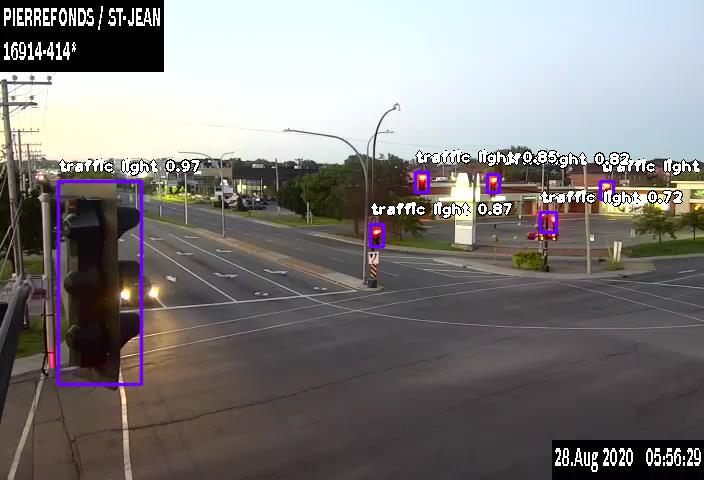 PIERREFONDS / ST-JEAN
16914-414*
traffic light 0.97
traffic light 0.85
light 0.82
traffic light
traffic light 0.72
traffic light 0.87
28.Aug 2020 05:56:29